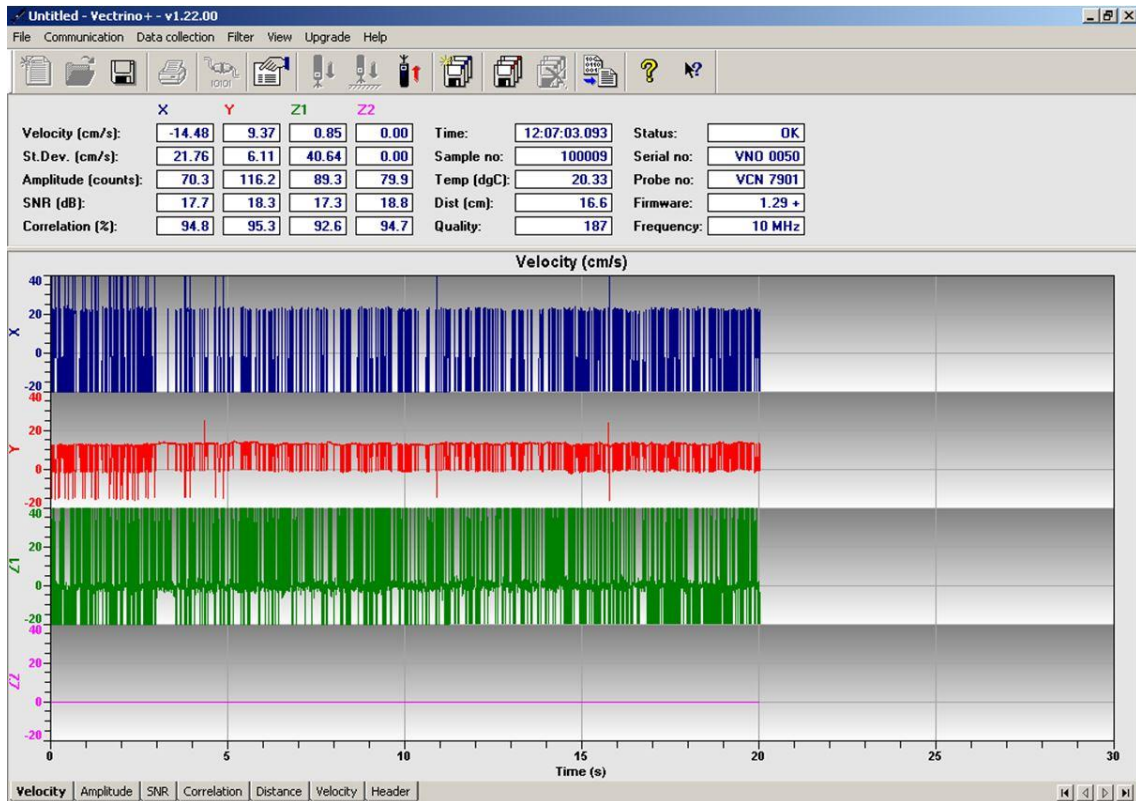 Untitled - Vectrino+ - v1.22.00
File Communication Data collection Filter View Upgrade Help
10101
X Y Z1 Z2
Velocity (cm/s): -14.48 9.37 0.85 0.00 Time: 12:07:03.093 Status: OK
St.Dev. (cm/s): 21.76 6.11 40.64 0.00 Sample no: 100009 Serial no: VNO 0050
Amplitude (counts): 70.3 116.2 89.3 79.9 Temp (dgC): 20.33 Probe no: VCN 7901
SNR (dB): 17.7 18.3 17.3 18.8 Dist (cm): 16.6 Firmware: 1.29 +
Correlation (%): 94.8 95.3 92.6 94.7 Quality: 187 Frequency: 10 MHz
Velocity (cm/s)
40
20
X
0
-20
40
20
Y
0
-20
40
20
Z1
0
-20
40
20
Z2
0
-20
0 5 10 15 20 25 30
Time (s)
Velocity Amplitude SNR Correlation Distance Velocity Header